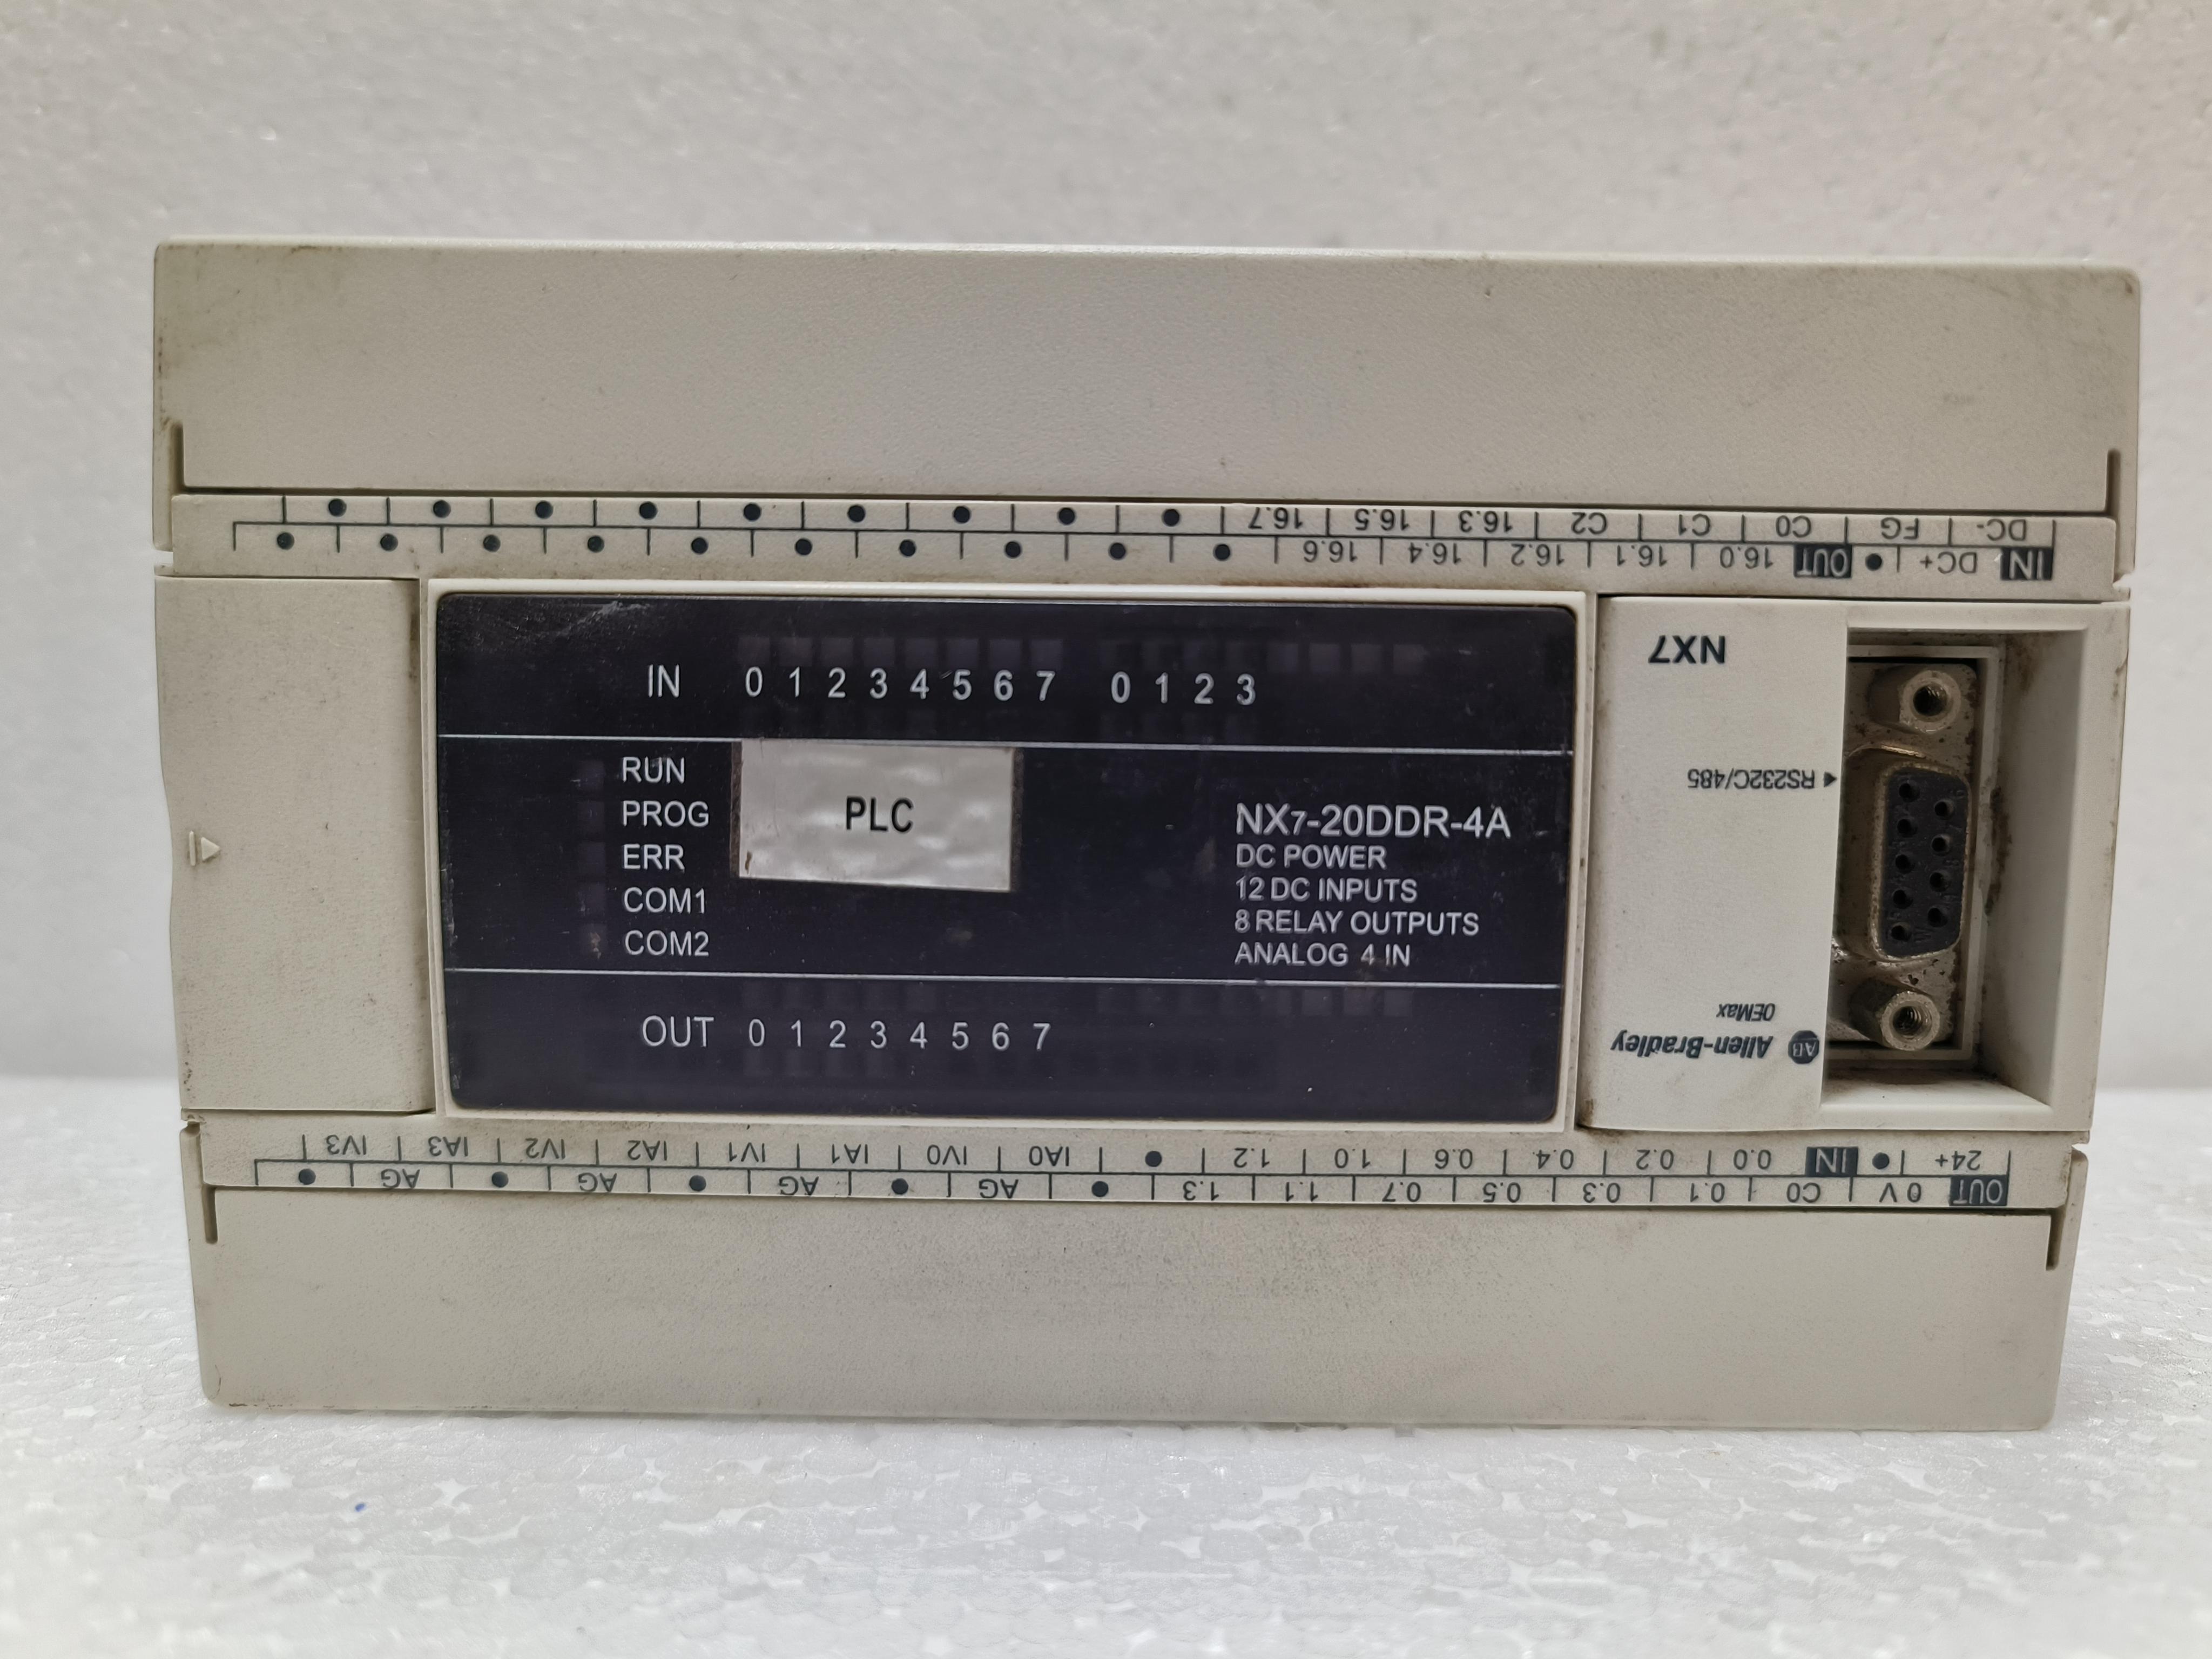 DC- | FG | C0 | C1 | C2 | 16.3 | 16.5 | 16.7
IN DC+ | ● | OUT 16.0 | 16.1 | 16.2 | 16.4 | 16.6
IN 0 1 2 3 4 5 6 7 0 1 2 3
NX7
RUN
PROG
ERR
COM1
COM2
PLC
NX7-20DDR-4A
DC POWER
12 DC INPUTS
8 RELAY OUTPUTS
ANALOG 4 IN
RS232C/485
OEMax
AB Allen-Bradley
OUT 0 1 2 3 4 5 6 7
24+ | ● | IN 0.0 | 0.2 | 0.4 | 0.6 | 1.0 | 1.2 | ● | IA0 | IV0 | IA1 | IV1 | IA2 | IV2 | IA3 | IV3
OUT 0 V | C0 | 0.1 | 0.3 | 0.5 | 0.7 | 1.1 | 1.3 | ● | AG | ● | AG | ● | AG | ● | AG | ●